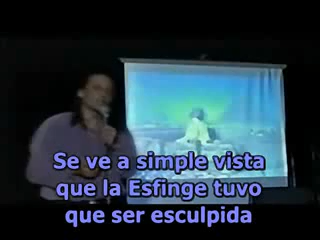 Se ve a simple vista
que la Esfinge tuvo
que ser esculpida